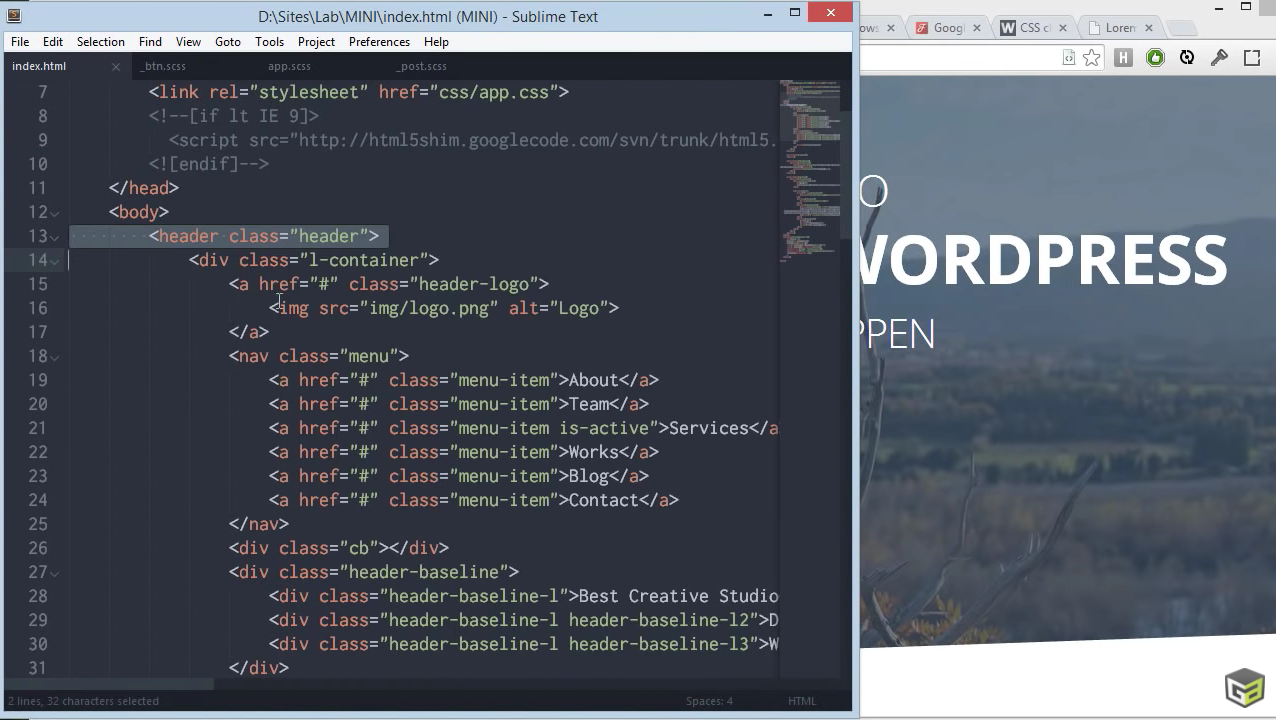 D:\Sites\Lab\MINI\index.html (MINI) - Sublime Text
File Edit Selection Find View Goto Tools Project Preferences Help
index.html _btn.scss app.scss _post.scss
7 <link rel="stylesheet" href="css/app.css">
8 <!--[if lt IE 9]>
9 <script src="http://html5shim.googlecode.com/svn/trunk/html5.
10 <![endif]-->
11 </head>
12 <body>
13 <header class="header">
14 <div class="l-container">
15 <a href="#" class="header-logo">
16 <img src="img/logo.png" alt="Logo">
17 </a>
18 <nav class="menu">
19 <a href="#" class="menu-item">About</a>
20 <a href="#" class="menu-item">Team</a>
21 <a href="#" class="menu-item is-active">Services</a
22 <a href="#" class="menu-item">Works</a>
23 <a href="#" class="menu-item">Blog</a>
24 <a href="#" class="menu-item">Contact</a>
25 </nav>
26 <div class="cb"></div>
27 <div class="header-baseline">
28 <div class="header-baseline-l">Best Creative Studio
29 <div class="header-baseline-l header-baseline-l2">D
30 <div class="header-baseline-l header-baseline-l3">W
31 </div>
2 lines, 32 characters selected Spaces: 4 HTML
ows Googl CSS cl Lorem
O
WORDPRESS
PPEN